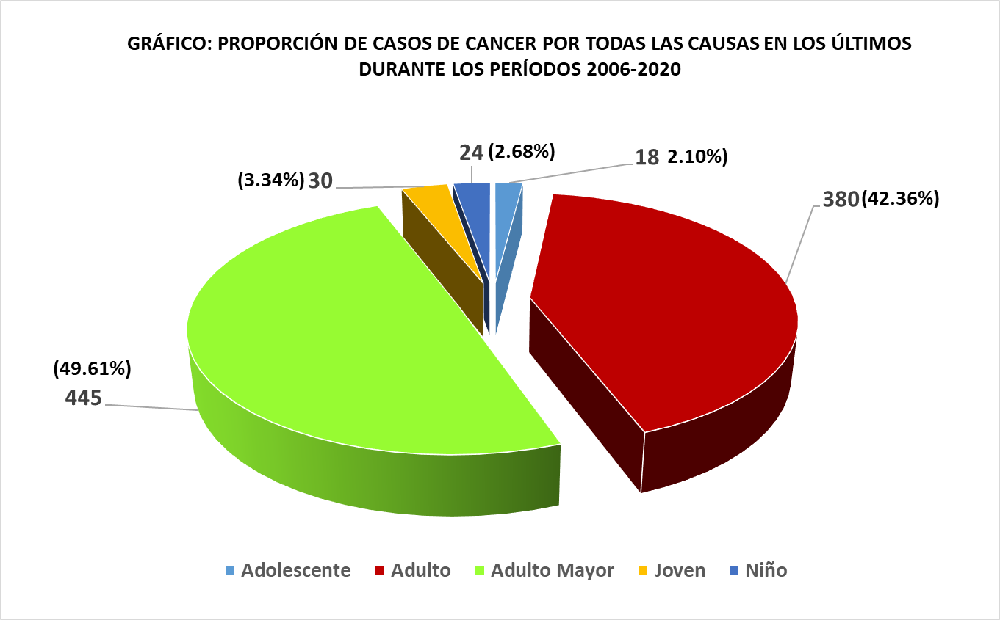 GRÁFICO: PROPORCIÓN DE CASOS DE CANCER POR TODAS LAS CAUSAS EN LOS ÚLTIMOS
DURANTE LOS PERÍODOS 2006-2020
24 (2.68%)
18 2.10%)
(3.34%) 30
380 (42.36%)
(49.61%)
445
Adolescente Adulto Adulto Mayor Joven Niño